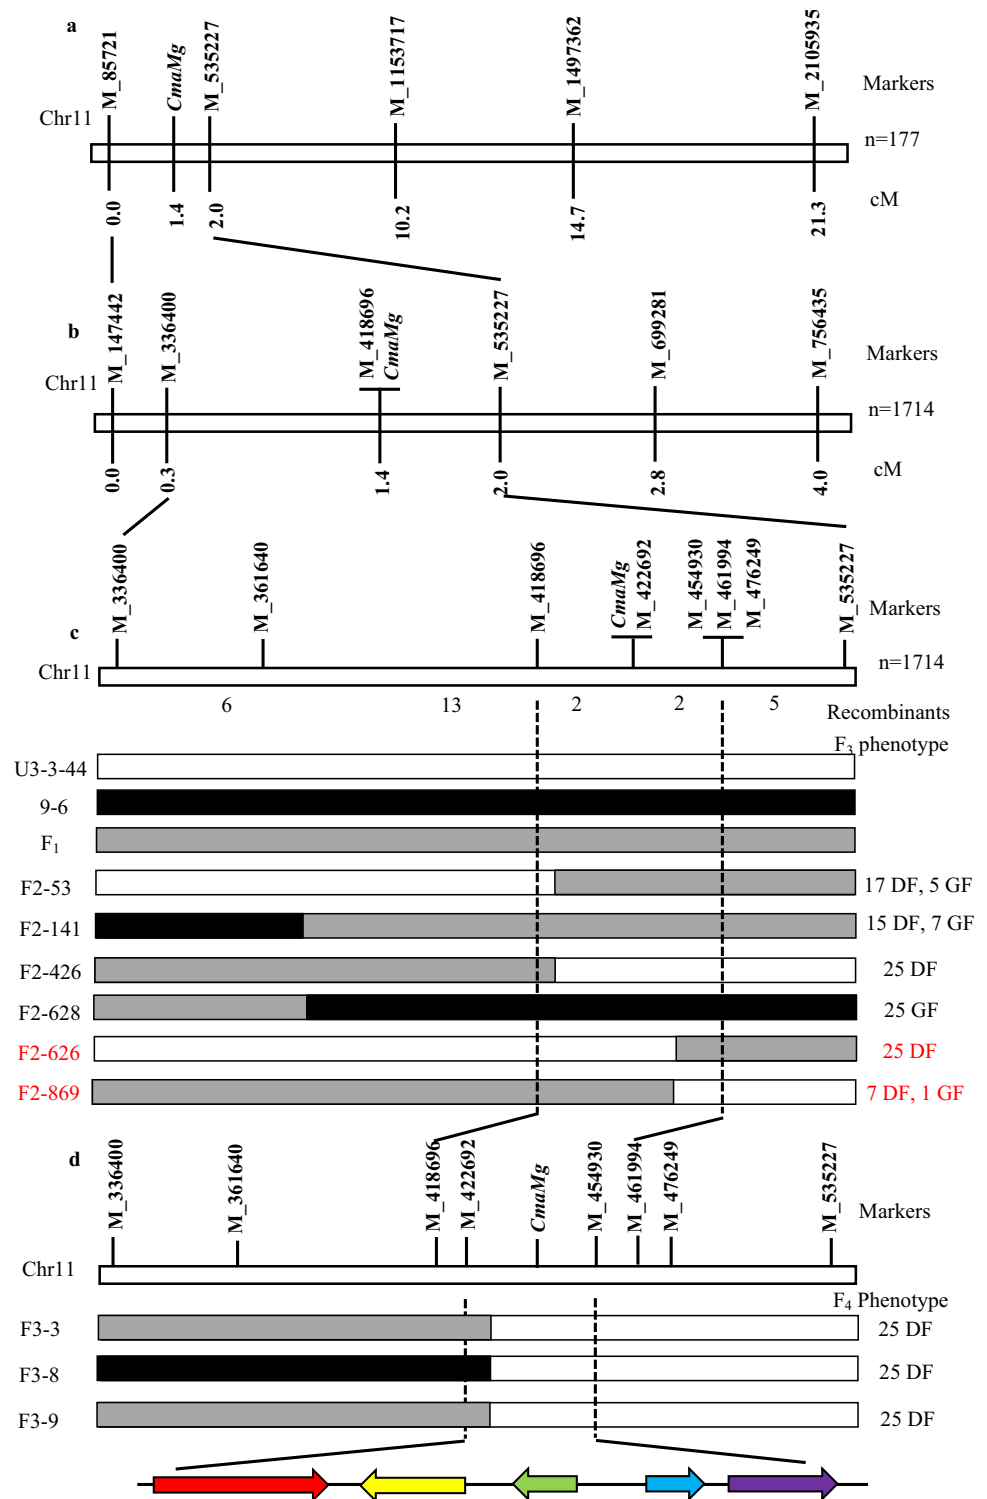 a
M_85721
CmaMg
M_535227
M_1153717
M_1497362
M_2105935
Markers
Chr11
n=177
0.0
1.4
2.0
10.2
14.7
21.3
cM
b
M_147442
M_336400
M_418696
CmaMg
M_535227
M_699281
M_756435
Markers
Chr11
n=1714
0.0
0.3
1.4
2.0
2.8
4.0
cM
c
M_336400
M_361640
M_418696
CmaMg
M_422692
M_454930
M_461994
M_476249
M_535227
Markers
Chr11
n=1714
6
13
2
2
5
Recombinants
F3 phenotype
U3-3-44
9-6
F1
F2-53
17 DF, 5 GF
F2-141
15 DF, 7 GF
F2-426
25 DF
F2-628
25 GF
F2-626
25 DF
F2-869
7 DF, 1 GF
d
M_336400
M_361640
M_418696
M_422692
CmaMg
M_454930
M_461994
M_476249
M_535227
Markers
Chr11
F4 Phenotype
F3-3
25 DF
F3-8
25 DF
F3-9
25 DF